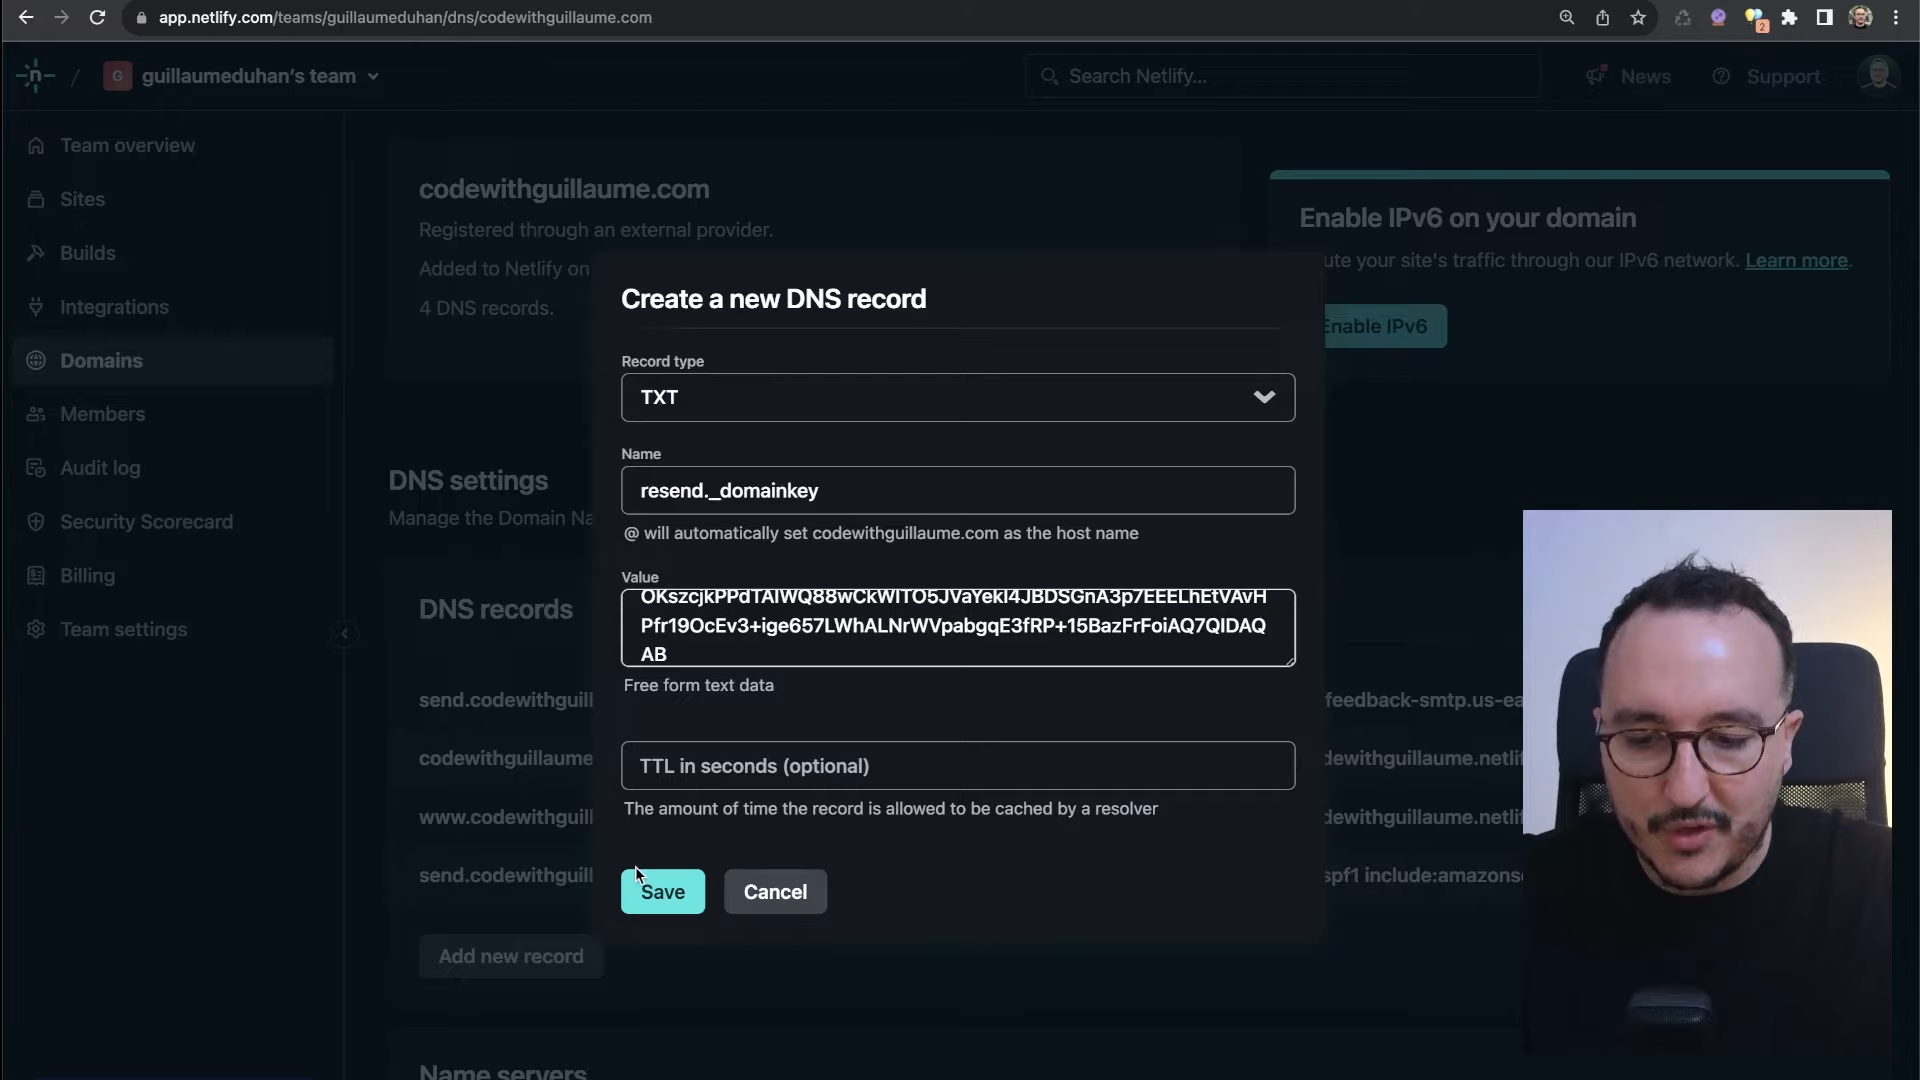 app.netlify.com/teams/guillaumeduhan/dns/codewithguillaume.com
2
n / G guillaumeduhan's team
Search Netlify...
News
Support
Team overview
Sites
Builds
Integrations
Domains
Members
Audit log
Security Scorecard
Billing
Team settings
codewithguillaume.com
Registered through an external provider.
Added to Netlify on
4 DNS records.
Enable IPv6 on your domain
ute your site's traffic through our IPv6 network. Learn more.
Enable IPv6
DNS settings
Manage the Domain Na
DNS records
send.codewithguill
feedback-smtp.us-ea
codewithguillaume
dewithguillaume.netlif
www.codewithguill
dewithguillaume.netlif
send.codewithguill
spf1 include:amazons
Add new record
Name servers
Create a new DNS record
Record type
TXT
Name
resend._domainkey
@ will automatically set codewithguillaume.com as the host name
Value
Pfr19OcEv3+ige657LWhALNrWVpabgqE3fRP+15BazFrFoiAQ7QIDAQ
AB
Free form text data
TTL in seconds (optional)
The amount of time the record is allowed to be cached by a resolver
Save
Cancel